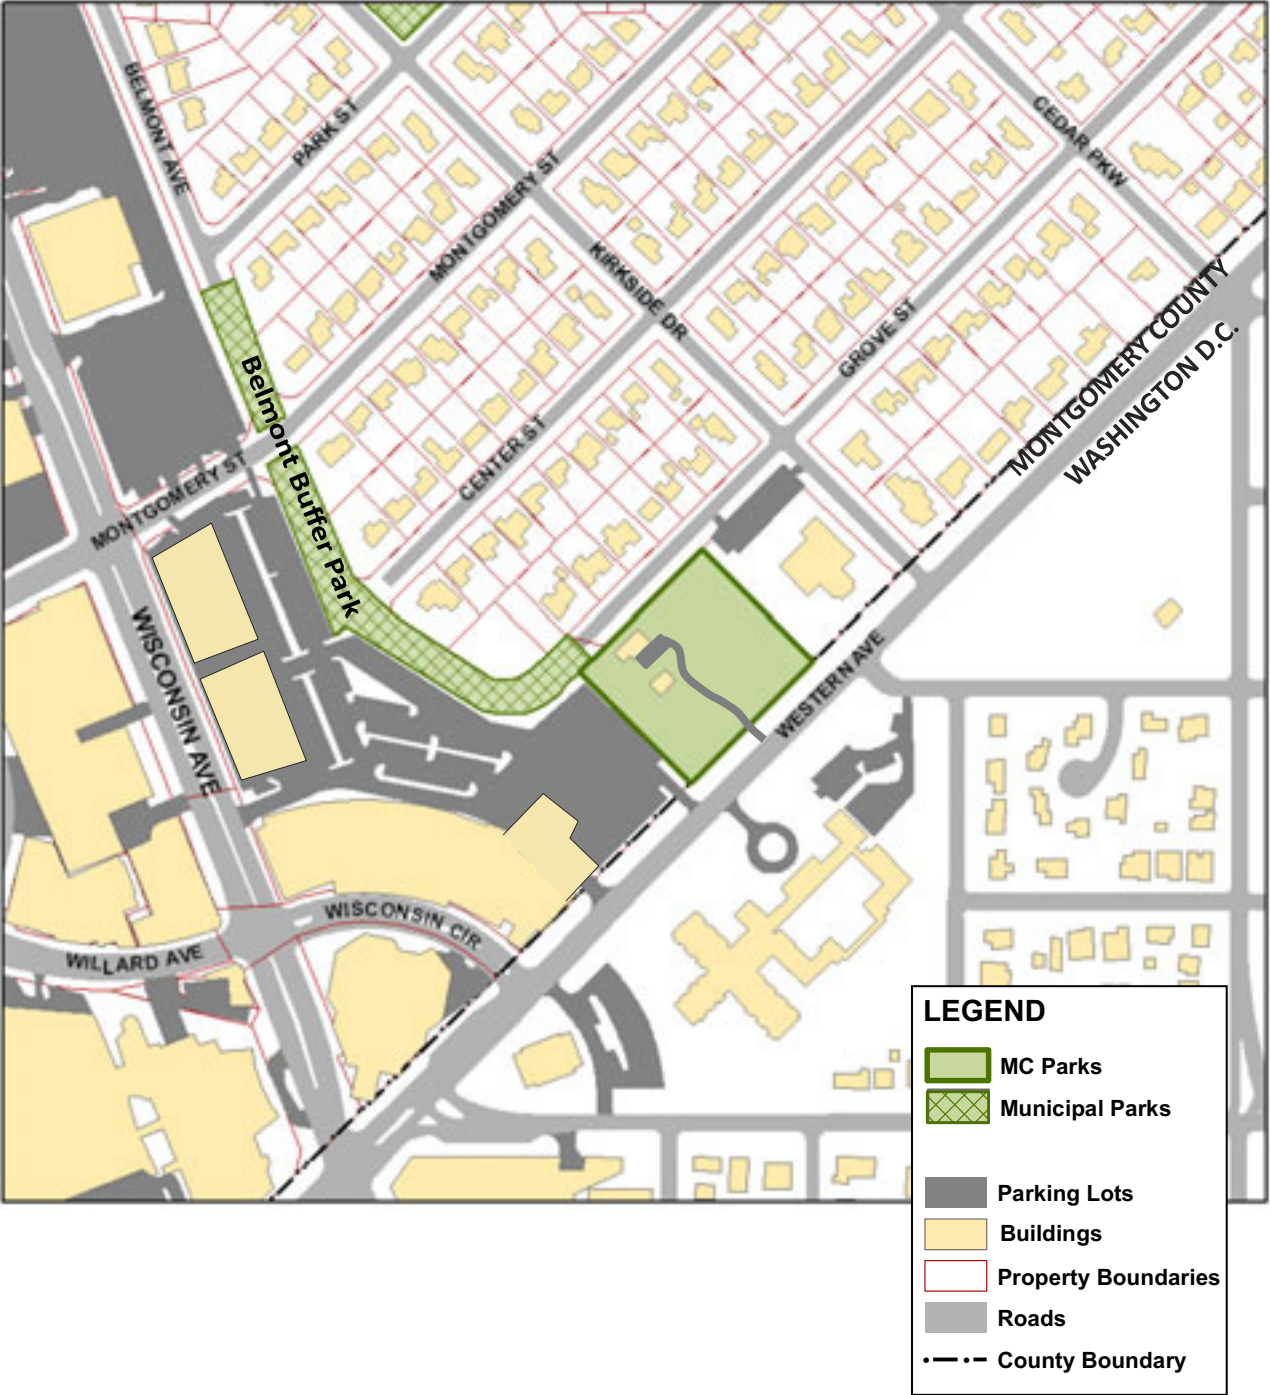 BELMONT AVE
PARK ST
MONTGOMERY ST
CEDAR PKW
KIRKSIDE DR
GROVE ST
MONTGOMERY COUNTY
WASHINGTON D.C.
Belmont Buffer Park
CENTER ST
MONTGOMERY ST
WISCONSIN AVE
WESTERN AVE
WISCONSIN CIR
WILLARD AVE
LEGEND
MC Parks
Municipal Parks
Parking Lots
Buildings
Property Boundaries
Roads
County Boundary